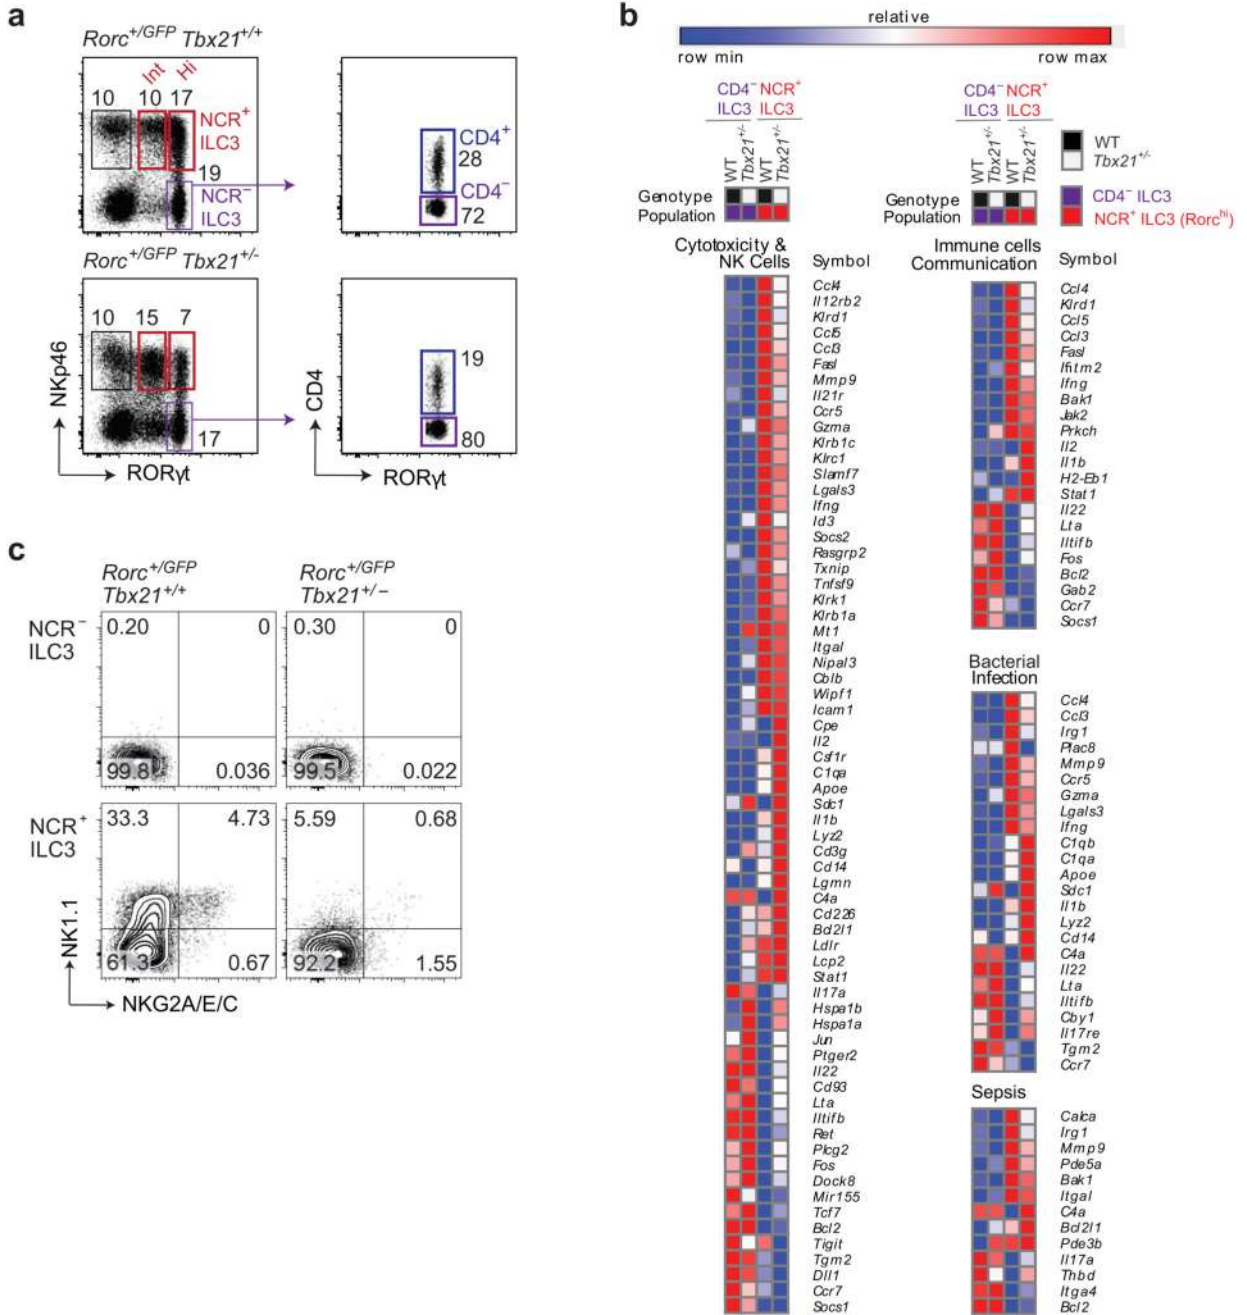 a
Rorc+/GFP Tbx21+/+
Int
Hi
10
10
17
NCR+
ILC3
19
NCR−
ILC3
CD4+
28
CD4−
72
Rorc+/GFP Tbx21+/-
10
15
7
17
19
80
NKp46
RORγt
CD4
RORγt
b
relative
row min
row max
CD4− NCR+
ILC3 ILC3
WT
Tbx21+/-
WT
Tbx21+/-
Genotype
Population
Cytotoxicity &
NK Cells
Symbol
Ccl4
Il12rb2
Klrd1
Ccl5
Ccl3
Fasl
Mmp9
Il21r
Ccr5
Gzma
Klrb1c
Klrc1
Slamf7
Lgals3
Ifng
Id3
Socs2
Rasgrp2
Txnip
Tnfsf9
Klrk1
Klrb1a
Mt1
Itgal
Nipal3
Cblb
Wipf1
Icam1
Cpe
Il2
Csf1r
C1qa
Apoe
Sdc1
Il1b
Lyz2
Cd3g
Cd14
Lgmn
C4a
Cd226
Bcl2l1
Ldlr
Lcp2
Stat1
Il17a
Hspa1b
Hspa1a
Jun
Ptger2
Il22
Cd93
Lta
Iltifb
Ret
Plcg2
Fos
Dock8
Mir155
Tcf7
Bcl2
Tigit
Tgm2
Dll1
Ccr7
Socs1
CD4− NCR+
ILC3 ILC3
WT
Tbx21+/-
WT
Tbx21+/-
WT
Tbx21+/-
Genotype
Population
CD4− ILC3
NCR+ ILC3 (Rorchi)
Immune cells
Communication
Symbol
Ccl4
Klrd1
Ccl5
Ccl3
Fasl
Ifitm2
Ifng
Bak1
Jak2
Prkch
Il2
Il1b
H2-Eb1
Stat1
Il22
Lta
Iltifb
Fos
Bcl2
Gab2
Ccr7
Socs1
Bacterial
Infection
Ccl4
Ccl3
Irg1
Plac8
Mmp9
Ccr5
Gzma
Lgals3
Ifng
C1qb
C1qa
Apoe
Sdc1
Il1b
Lyz2
Cd14
C4a
Il22
Lta
Iltifb
Cby1
Il17re
Tgm2
Ccr7
Sepsis
Calca
Irg1
Mmp9
Pde5a
Bak1
Itgal
C4a
Bcl2l1
Pde3b
Il17a
Thbd
Itga4
Bcl2
c
Rorc+/GFP
Tbx21+/+
Rorc+/GFP
Tbx21+/−
NCR−
ILC3
0.20
0
0.30
0
99.8
0.036
99.5
0.022
NCR+
ILC3
33.3
4.73
5.59
0.68
61.3
0.67
92.2
1.55
NK1.1
NKG2A/E/C